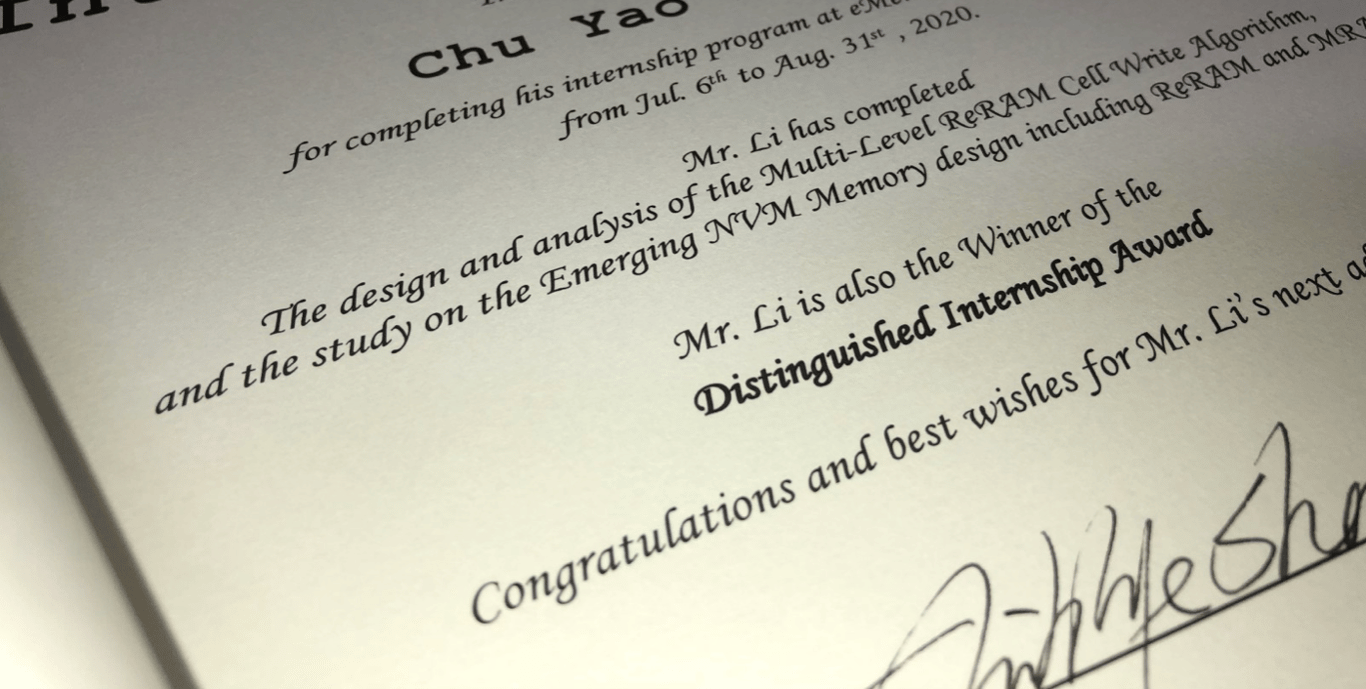 Chu Yao
for completing his internship program at eMe
from Jul. 6th to Aug. 31st , 2020.
Mr. Li has completed
The design and analysis of the Multi-Level ReRAM Cell Write Algorithm,
and the study on the Emerging NVM Memory design including ReRAM and MRA
Mr. Li is also the Winner of the
Distinguished Internship Award
Congratulations and best wishes for Mr. Li's next